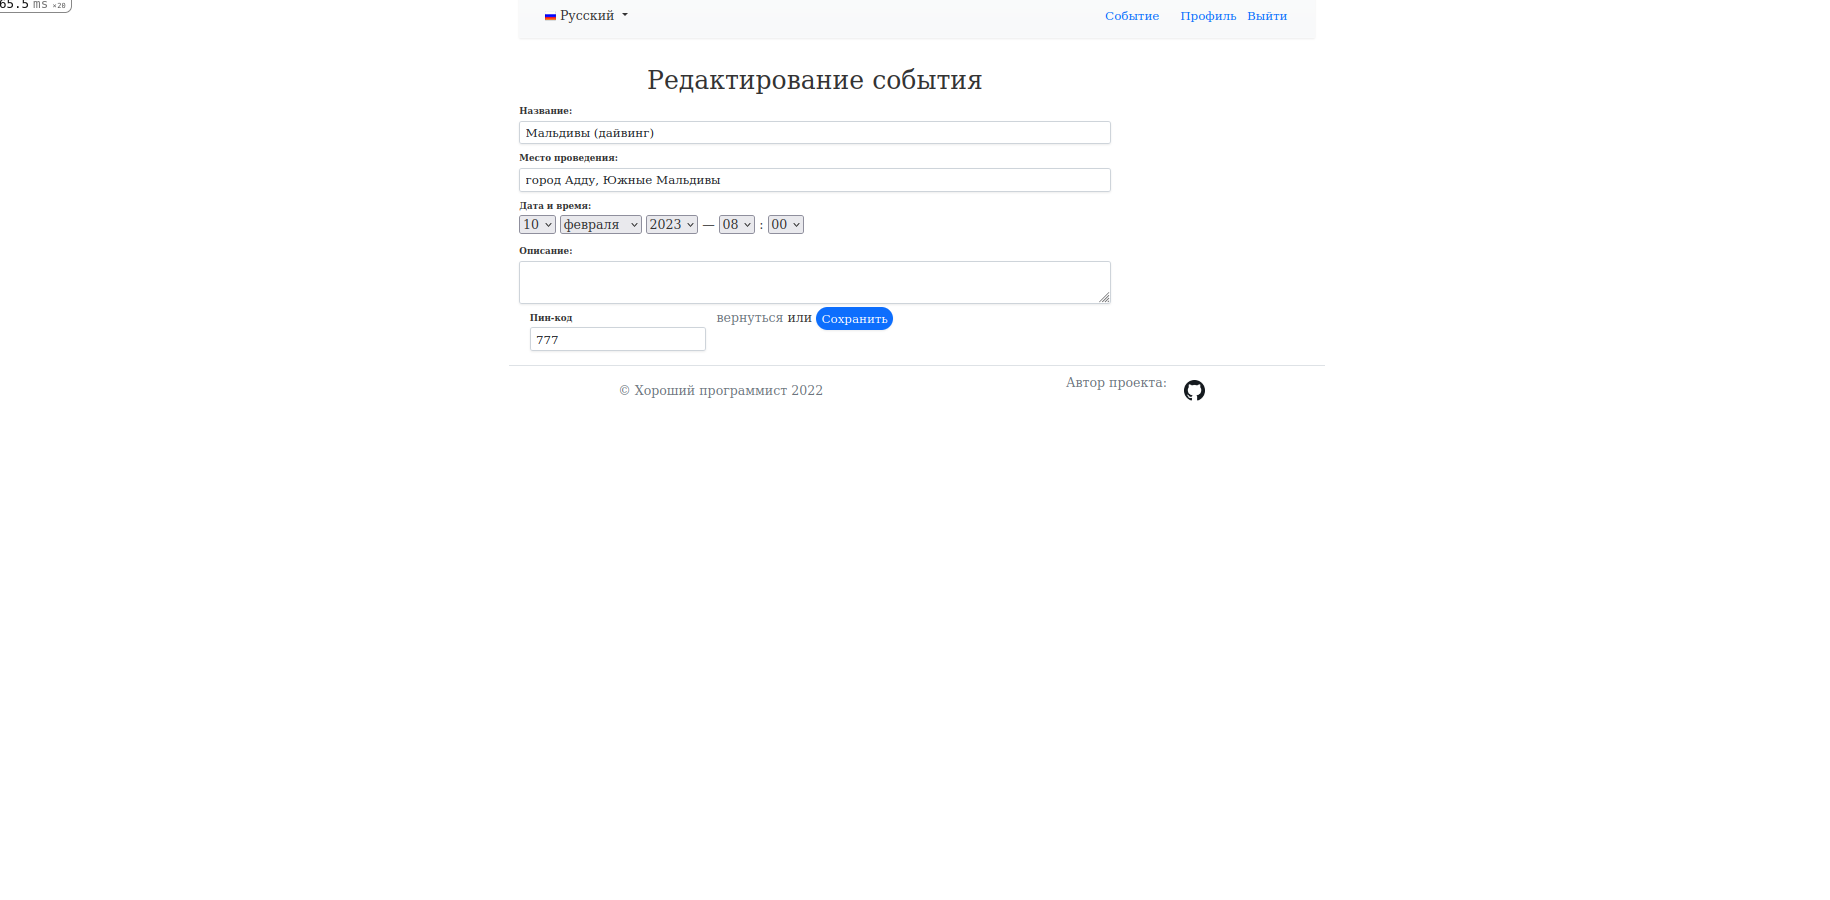 65.5 ms ×20
Русский Событие Профиль Выйти
Редактирование события
Название:
Мальдивы (дайвинг)
Место проведения:
город Адду, Южные Мальдивы
Дата и время:
10 февраля 2023 — 08 : 00
Описание:
Пин-код вернуться или Сохранить
777
© Хороший программист 2022 Автор проекта: